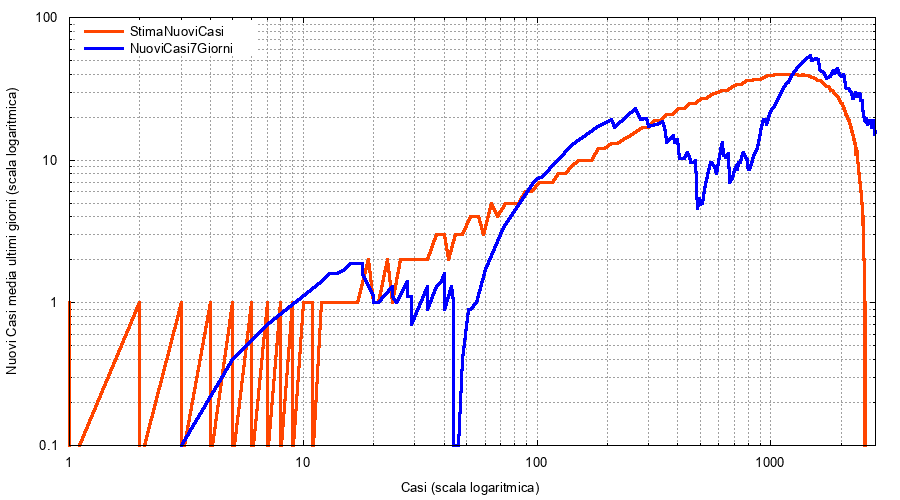 100
StimaNuoviCasi
NuoviCasi7Giorni
10
1
0.1
Nuovi Casi media ultimi giorni (scala logaritmica)
1
10
100
1000
Casi (scala logaritmica)